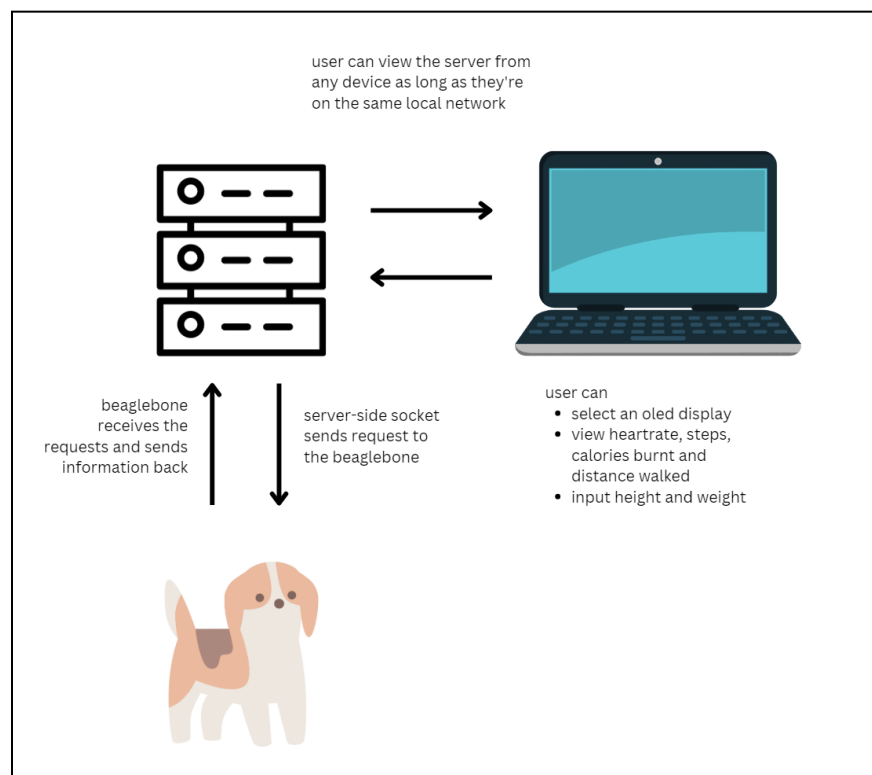 user can view the server from
any device as long as they're
on the same local network
beaglebone
receives the
requests and sends
information back
server-side socket
sends request to
the beaglebone
user can
• select an oled display
• view heartrate, steps,
calories burnt and
distance walked
• input height and weight